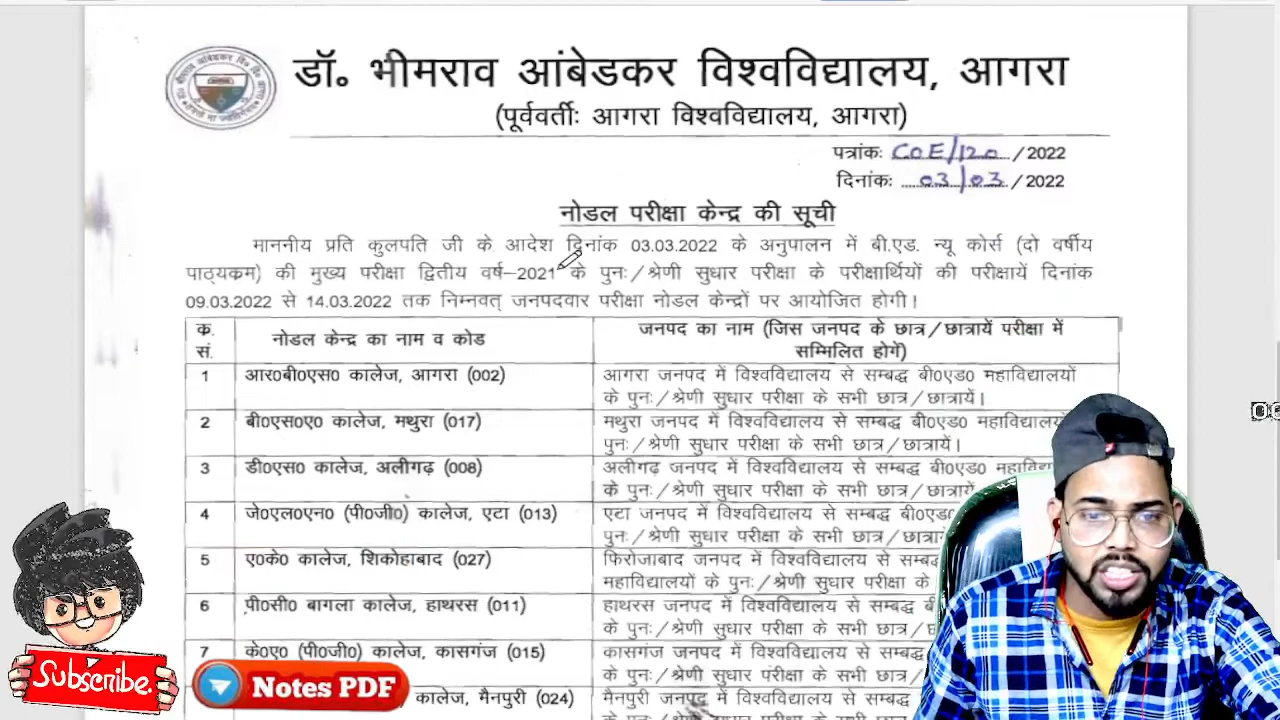 डॉ० भीमराव आंबेडकर विश्वविद्यालय, आगरा
(पूर्ववर्तीः आगरा विश्वविद्यालय, आगरा)
पत्रांकः COE/120 /2022
दिनांकः 03/03 /2022
नोडल परीक्षा केन्द्र की सूची
माननीय प्रति कुलपति जी के आदेश दिनांक 03.03.2022 के अनुपालन में बी.एड. न्यू कोर्स (दो वर्षीय
पाठ्यक्रम) की मुख्य परीक्षा द्वितीय वर्ष–2021 के पुनः/श्रेणी सुधार परीक्षा के परीक्षार्थियों की परीक्षायें दिनांक
09.03.2022 से 14.03.2022 तक निम्नवत् जनपदवार परीक्षा नोडल केन्द्रों पर आयोजित होगी।
क. सं. नोडल केन्द्र का नाम व कोड जनपद का नाम (जिस जनपद के छात्र/छात्रायें परीक्षा में
सम्मिलित होगें)
1 आर0बी0एस0 कालेज, आगरा (002) आगरा जनपद में विश्वविद्यालय से सम्बद्ध बी0एड0 महाविद्यालयों
के पुनः/श्रेणी सुधार परीक्षा के सभी छात्र/छात्रायें।
2 बी0एस0ए0 कालेज, मथुरा (017) मथुरा जनपद में विश्वविद्यालय से सम्बद्ध बी0एड0
पुनः/श्रेणी सुधार परीक्षा के सभी छात्र/छात्रायें।
3 डी0एस0 कालेज, अलीगढ़ (008) अलीगढ़ जनपद में विश्वविद्यालय से सम्बद्ध बी0एड0
के पुनः/श्रेणी सुधार परीक्षा के सभी छात्र/छात्रायें
4 जे0एल0एन0 (पी0जी0) कालेज, एटा (013) एटा जनपद में विश्वविद्यालय से सम्बद्ध बी0एड0
पुनः/श्रेणी सुधार परीक्षा के सभी छात्र/
5 ए0के0 कालेज, शिकोहाबाद (027) फिरोजाबाद जनपद में विश्वविद्यालय से
महाविद्यालयों के पुनः/श्रेणी सुधार परीक्षा के
6 पी0सी0 बागला कालेज, हाथरस (011) हाथरस जनपद में विश्वविद्यालय से सम्बद्ध
के पुनः/श्रेणी सुधार परीक्षा के सभी
7 के0ए0 (पी0जी0) कालेज, कासगंज (015) कासगंज जनपद में विश्वविद्यालय से सम्बद्ध
के पुनः/श्रेणी सुधार परीक्षा के सभी छात्र/
कालेज, मैनपुरी (024) मैनपुरी जनपद में विश्वविद्यालय से सम्बद्ध
Subscribe.
Notes PDF